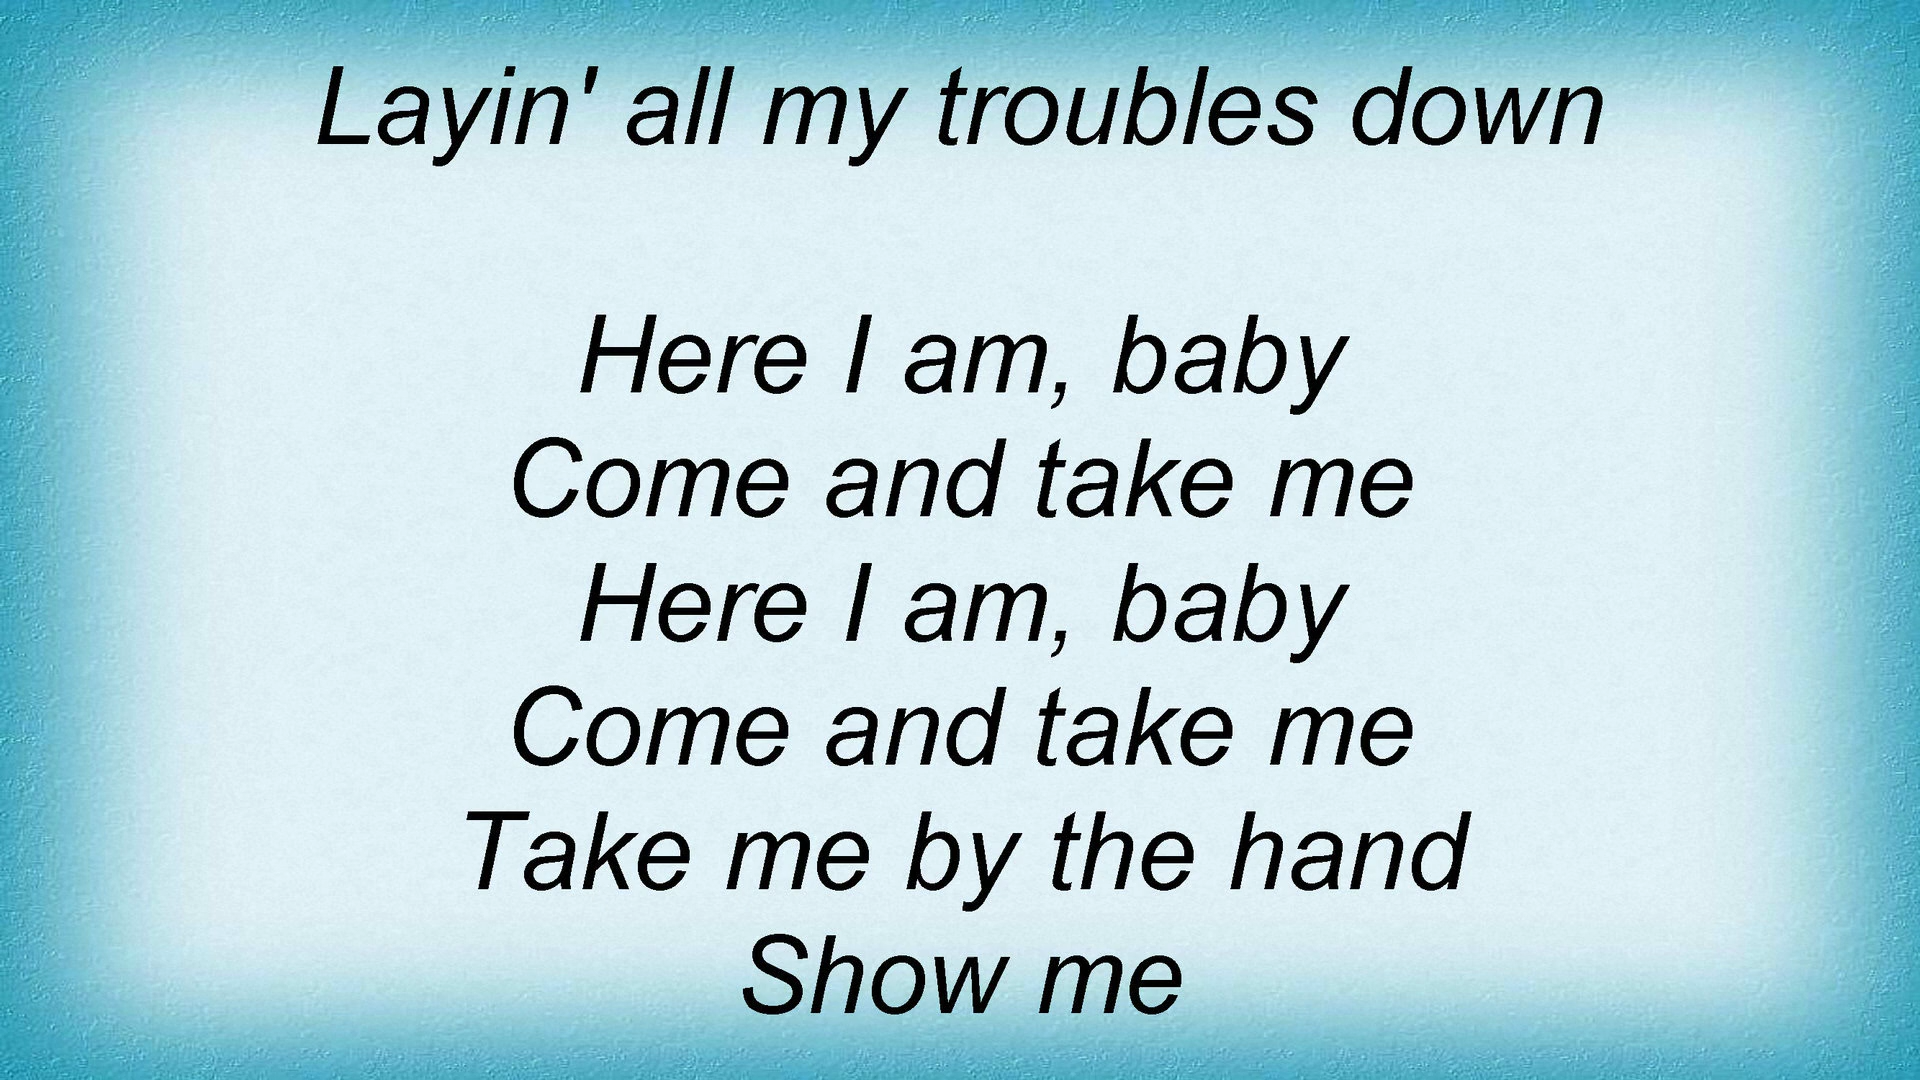 Layin' all my troubles down
Here I am, baby
Come and take me
Here I am, baby
Come and take me
Take me by the hand
Show me